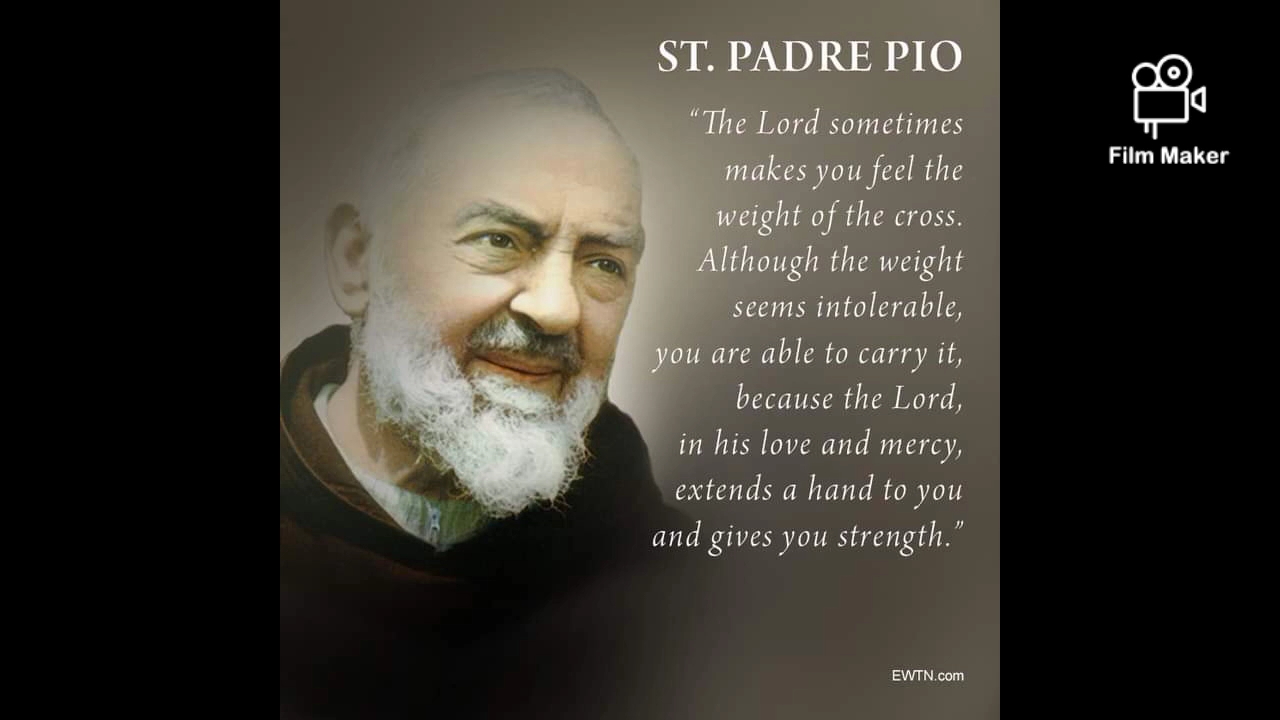 ST. PADRE PIO
“The Lord sometimes
makes you feel the
weight of the cross.
Although the weight
seems intolerable,
you are able to carry it,
because the Lord,
in his love and mercy,
extends a hand to you
and gives you strength.”
EWTN.com
Film Maker